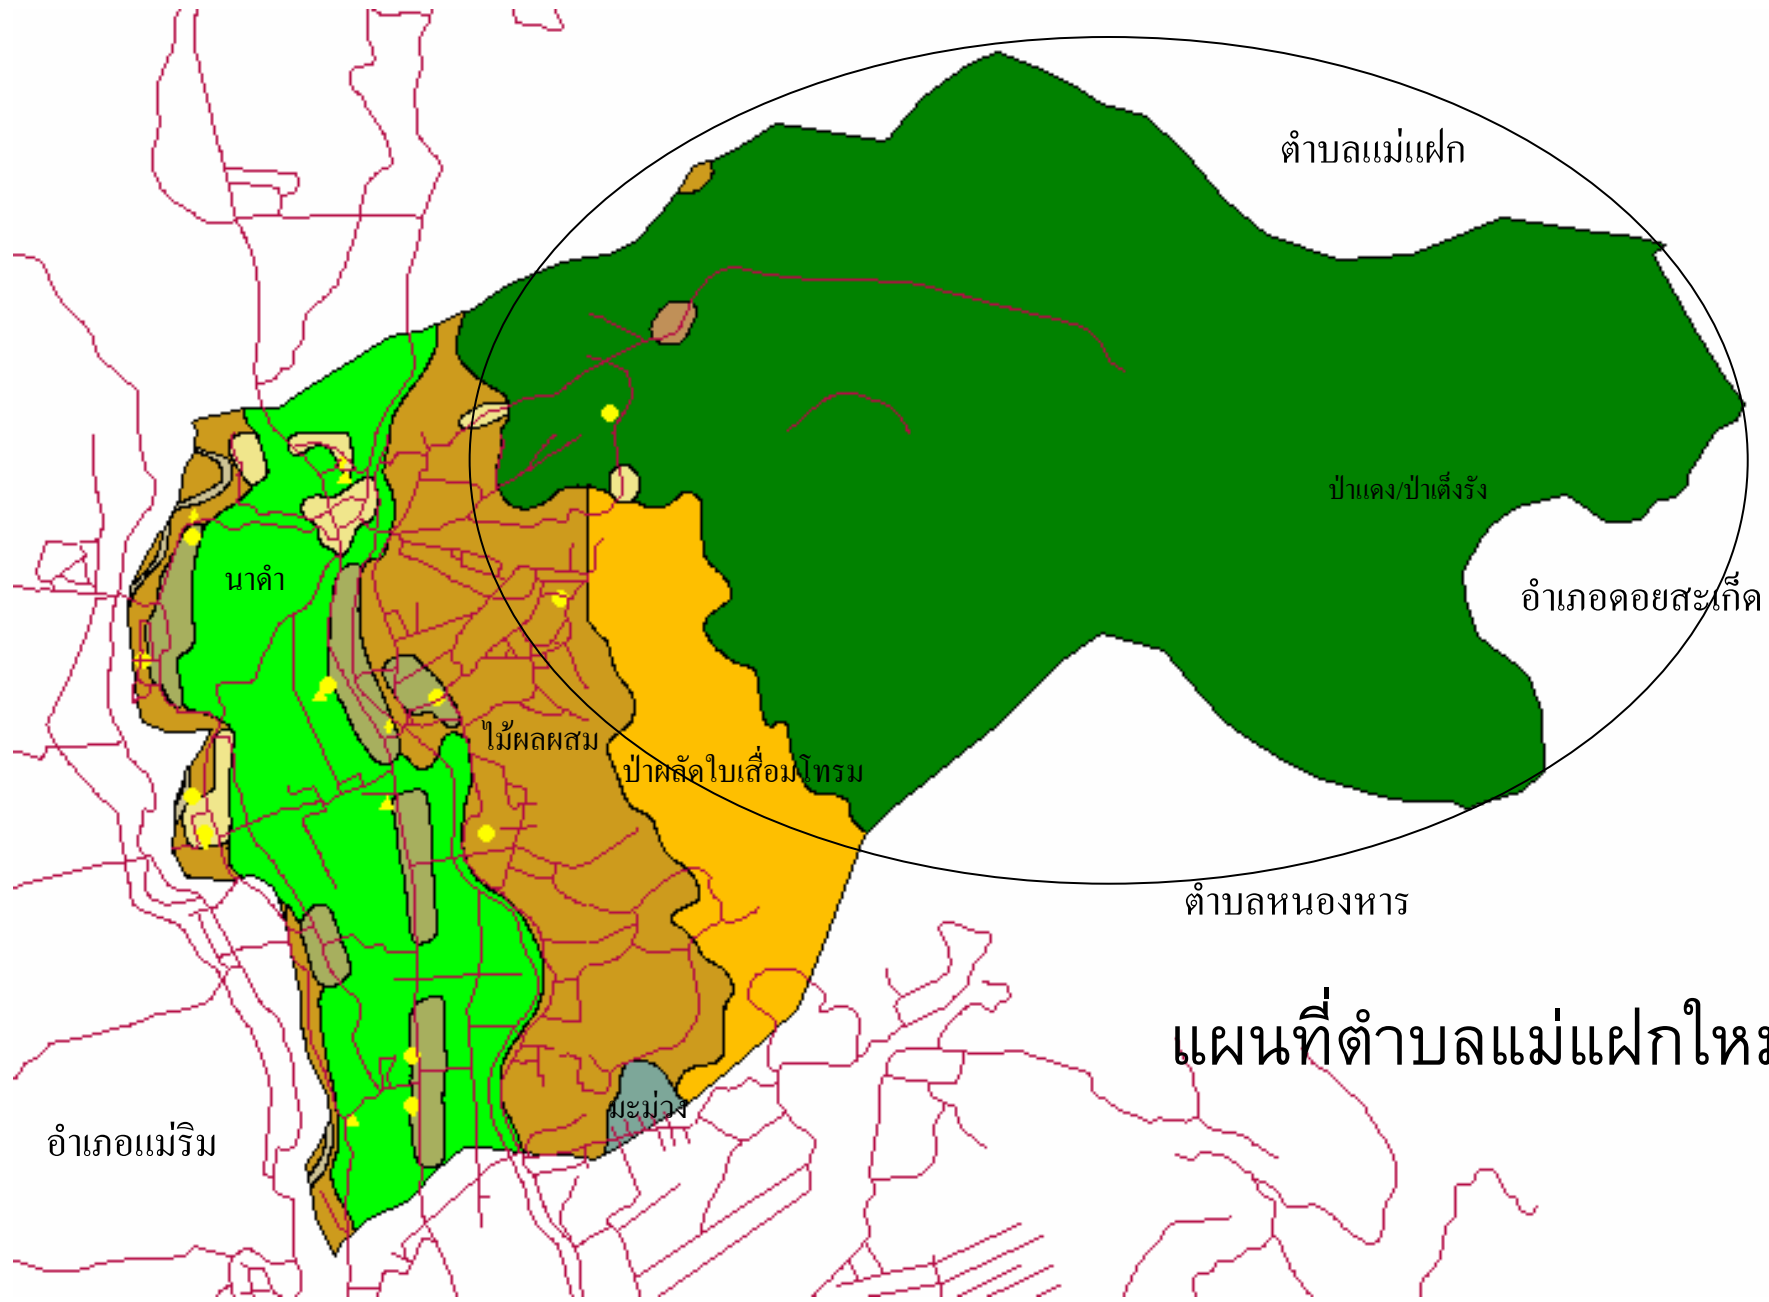 ตำบลแม่แฝก
ป่าแดง/ป่าเต็งรัง
นาดำ
อำเภอดอยสะเก็ด
ไม้ผลผสม
ป่าผลัดใบเสื่อมโทรม
ตำบลหนองหาร
แผนที่ตำบลแม่แฝกใหม
มะม่วง
อำเภอแม่ริม